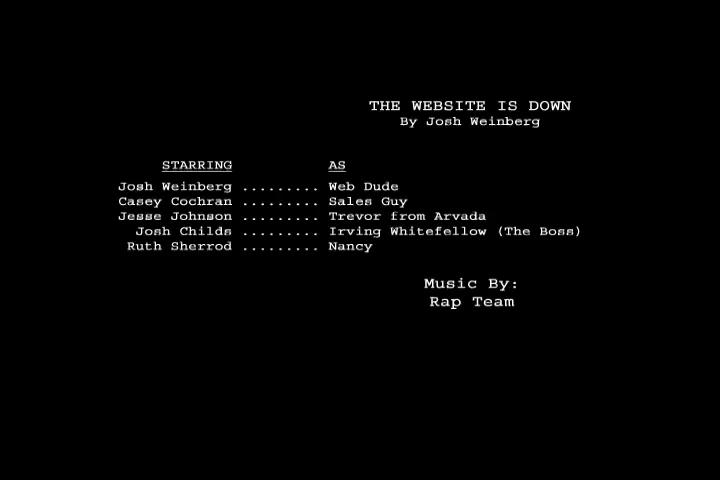 THE WEBSITE IS DOWN
By Josh Weinberg
STARRING AS
Josh Weinberg ......... Web Dude
Casey Cochran ......... Sales Guy
Jesse Johnson ......... Trevor from Arvada
Josh Childs ......... Irving Whitefellow (The Boss)
Ruth Sherrod ......... Nancy
Music By:
Rap Team